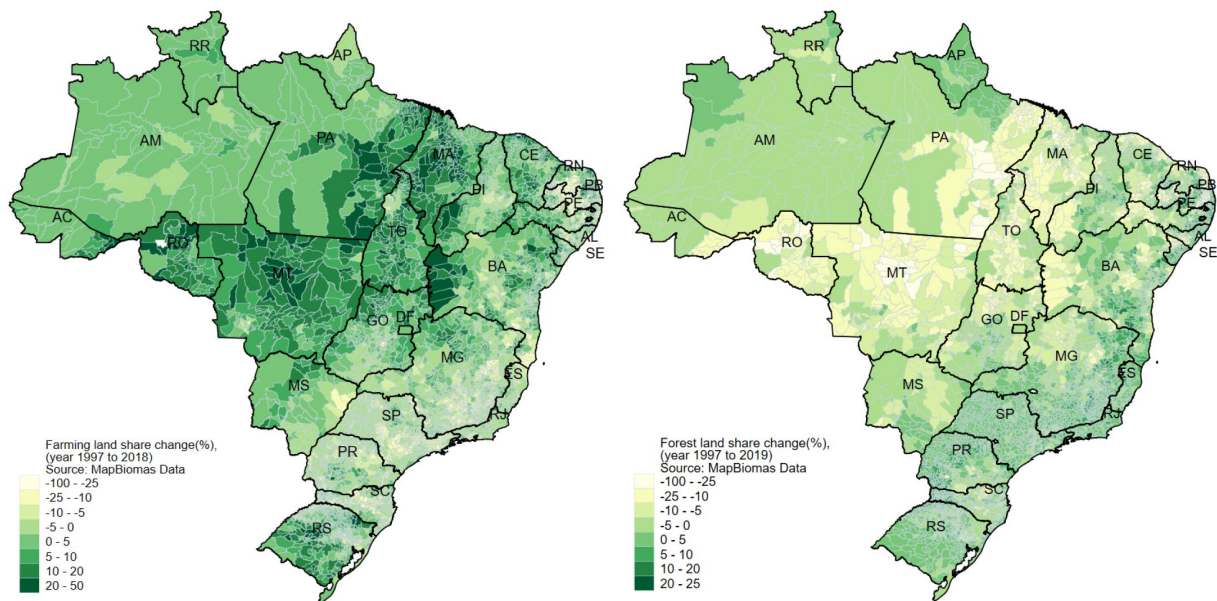 RR
AP
AM
PA
MA
CE
RN
PB
PE
PI
AC
TO
AL
SE
RO
BA
MT
GO
DF
MG
MS
ES
SP
RJ
PR
SC
RS
Farming land share change(%),
(year 1997 to 2018)
Source: MapBiomas Data
-100 - -25
-25 - -10
-10 - -5
-5 - 0
0 - 5
5 - 10
10 - 20
20 - 50
RR
AP
AM
PA
MA
CE
RN
PB
PE
PI
AC
TO
AL
SE
RO
BA
MT
GO
DF
MG
MS
ES
SP
RJ
PR
SC
RS
Forest land share change(%),
(year 1997 to 2019)
Source: MapBiomas Data
-100 - -25
-25 - -10
-10 - -5
-5 - 0
0 - 5
5 - 10
10 - 20
20 - 25